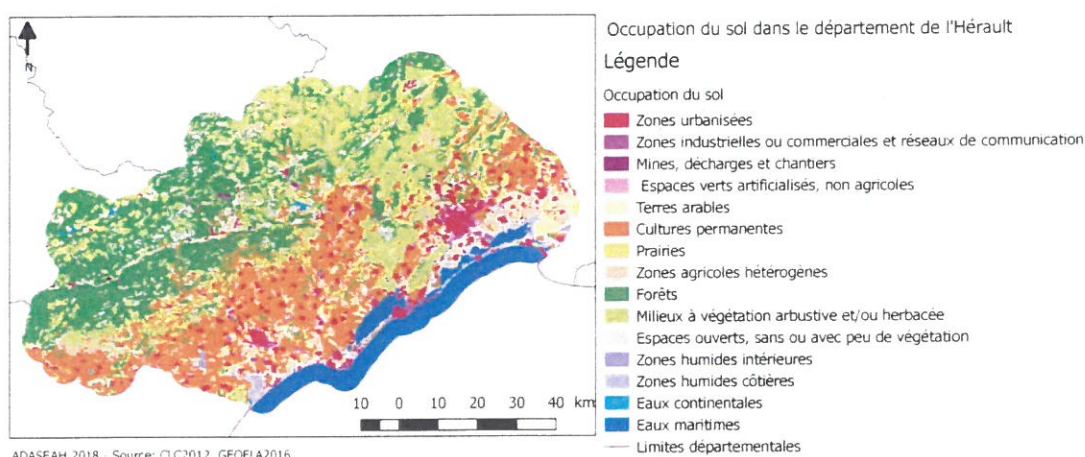 Occupation du sol dans le département de l'Hérault
Légende
Occupation du sol
Zones urbanisées
Zones industrielles ou commerciales et réseaux de communication
Mines, décharges et chantiers
Espaces verts artificialisés, non agricoles
Terres arables
Cultures permanentes
Prairies
Zones agricoles hétérogènes
Forêts
Milieux à végétation arbustive et/ou herbacée
Espaces ouverts, sans ou avec peu de végétation
Zones humides intérieures
Zones humides côtières
Eaux continentales
Eaux maritimes
Limites départementales
N
10 0 10 20 30 40 km
ADASEAH 2018 - Source: CLC2012, GEOFLA2016